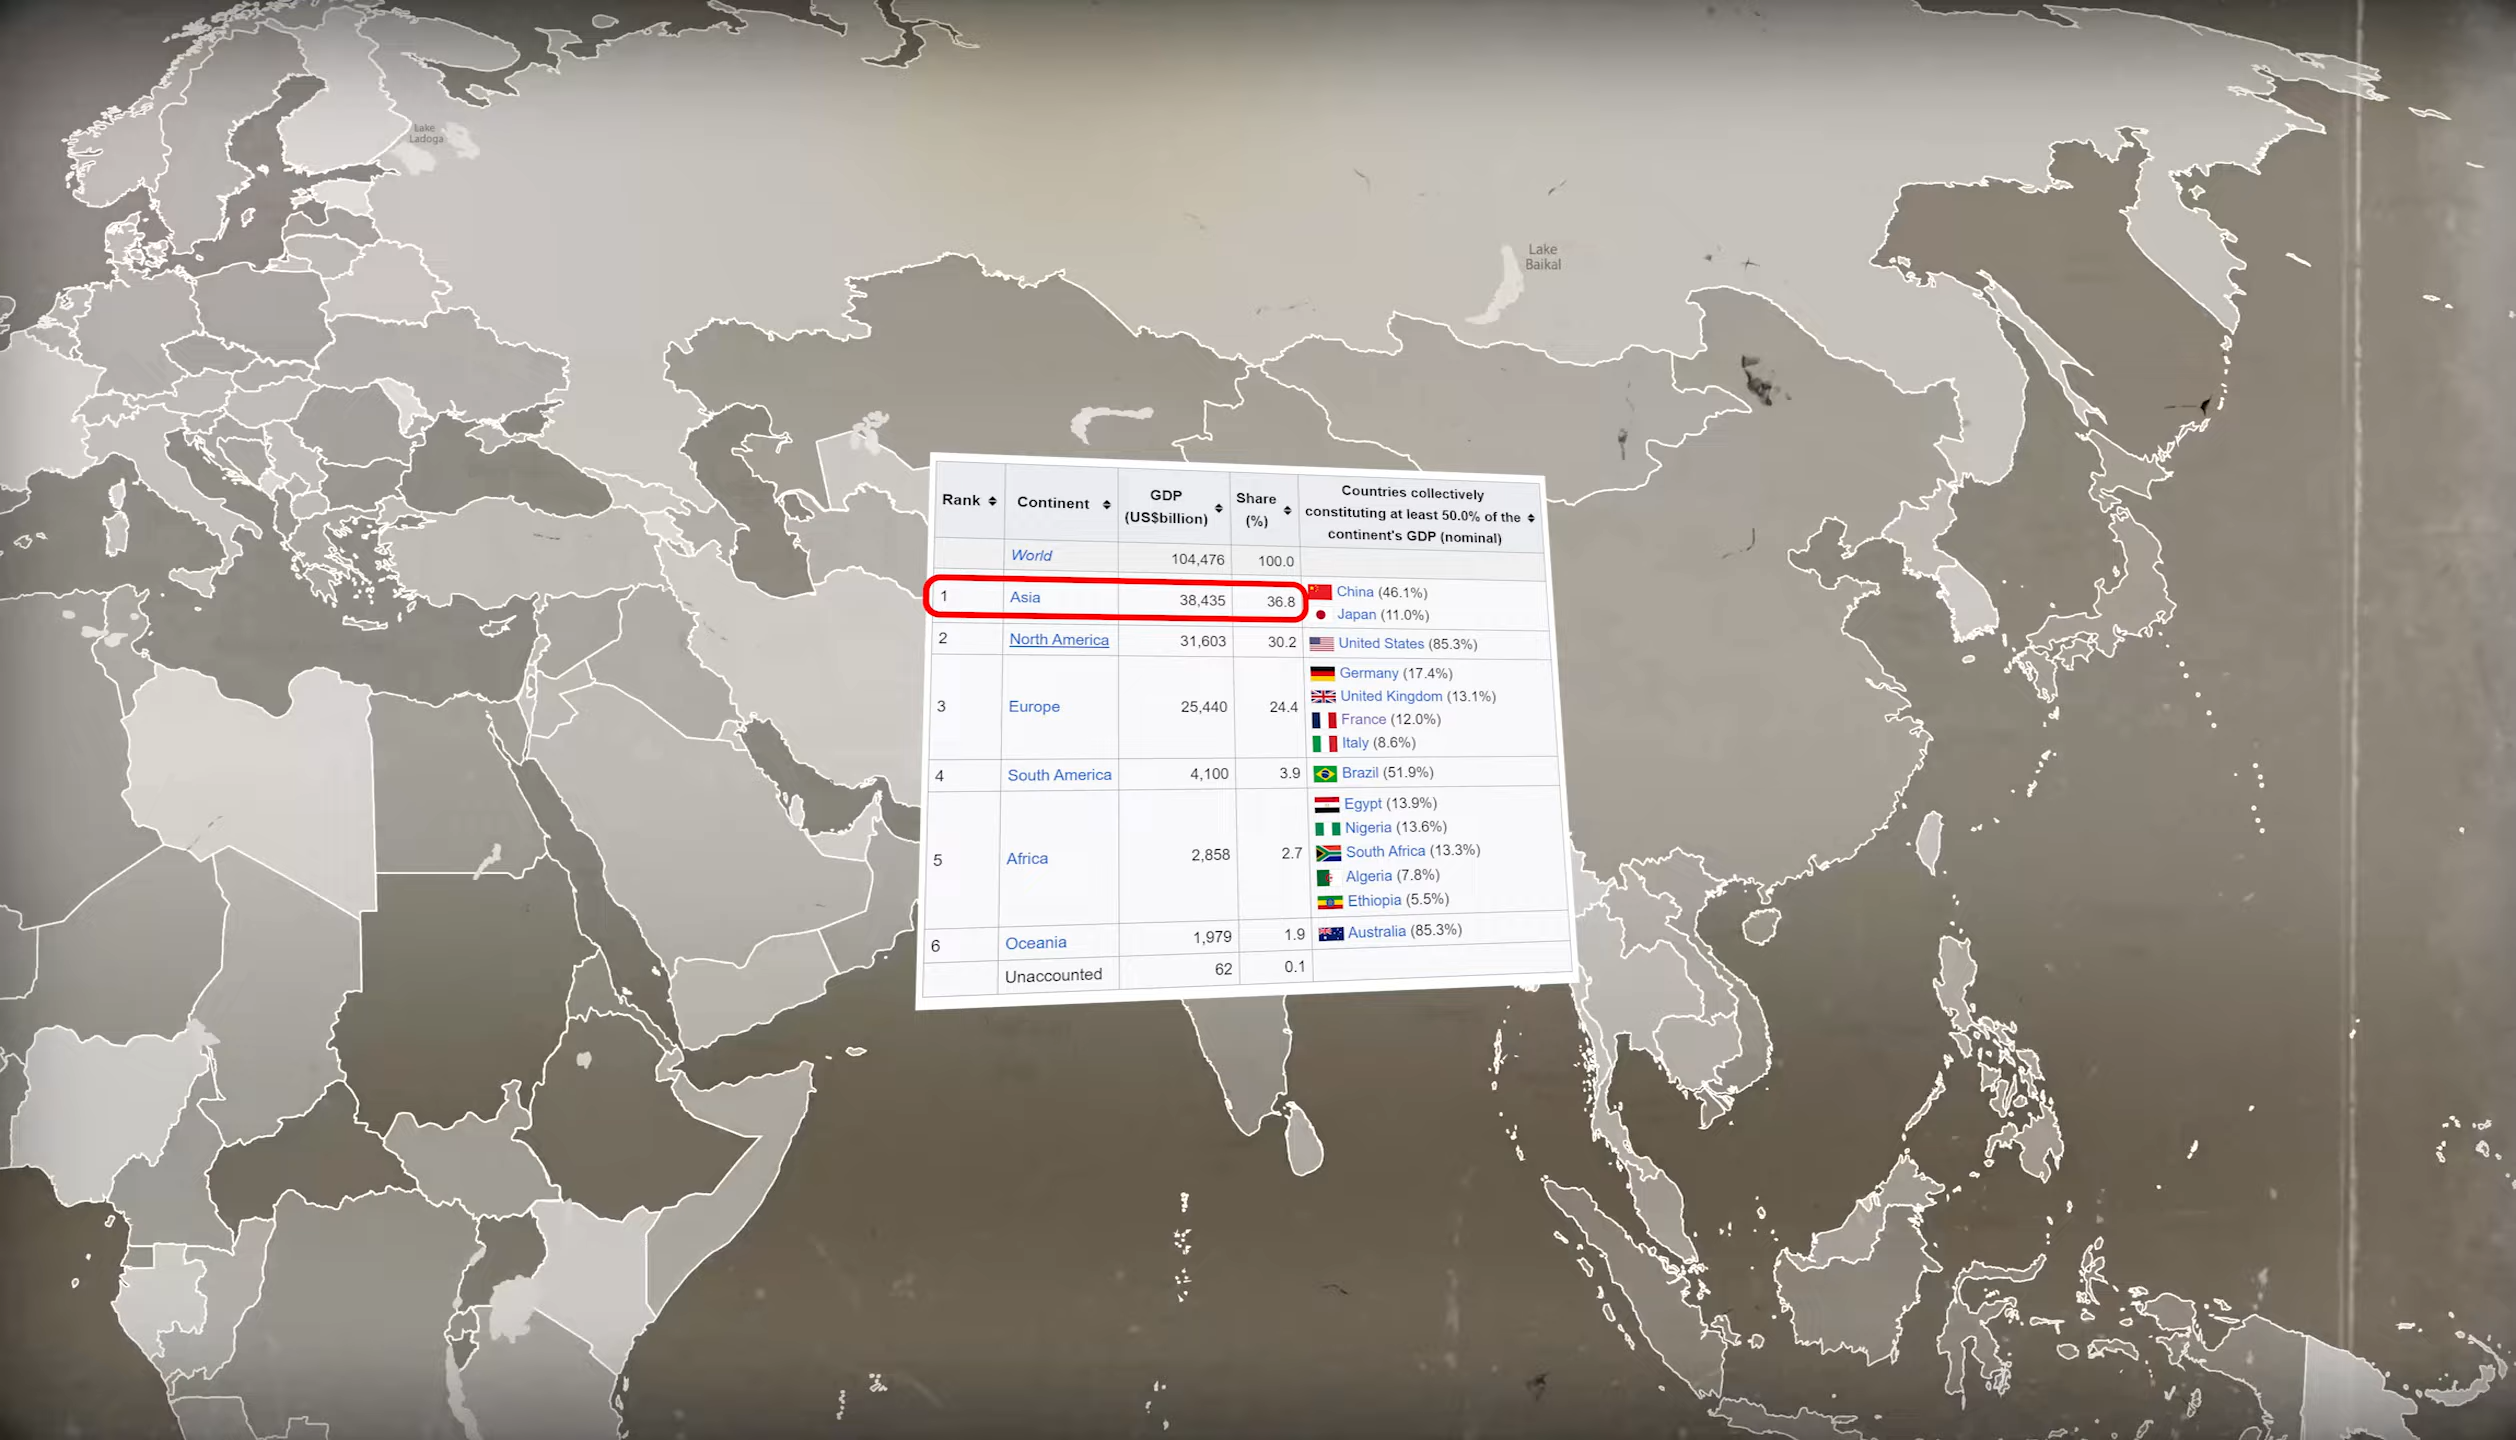 Lake
Ladoga
Lake
Baikal
Rank Continent GDP (US$billion) Share (%) Countries collectively constituting at least 50.0% of the continent's GDP (nominal)
World 104,476 100.0
1 Asia 38,435 36.8 China (46.1%)
Japan (11.0%)
2 North America 31,603 30.2 United States (85.3%)
3 Europe 25,440 24.4 Germany (17.4%)
United Kingdom (13.1%)
France (12.0%)
Italy (8.6%)
4 South America 4,100 3.9 Brazil (51.9%)
5 Africa 2,858 2.7 Egypt (13.9%)
Nigeria (13.6%)
South Africa (13.3%)
Algeria (7.8%)
Ethiopia (5.5%)
6 Oceania 1,979 1.9 Australia (85.3%)
Unaccounted 62 0.1